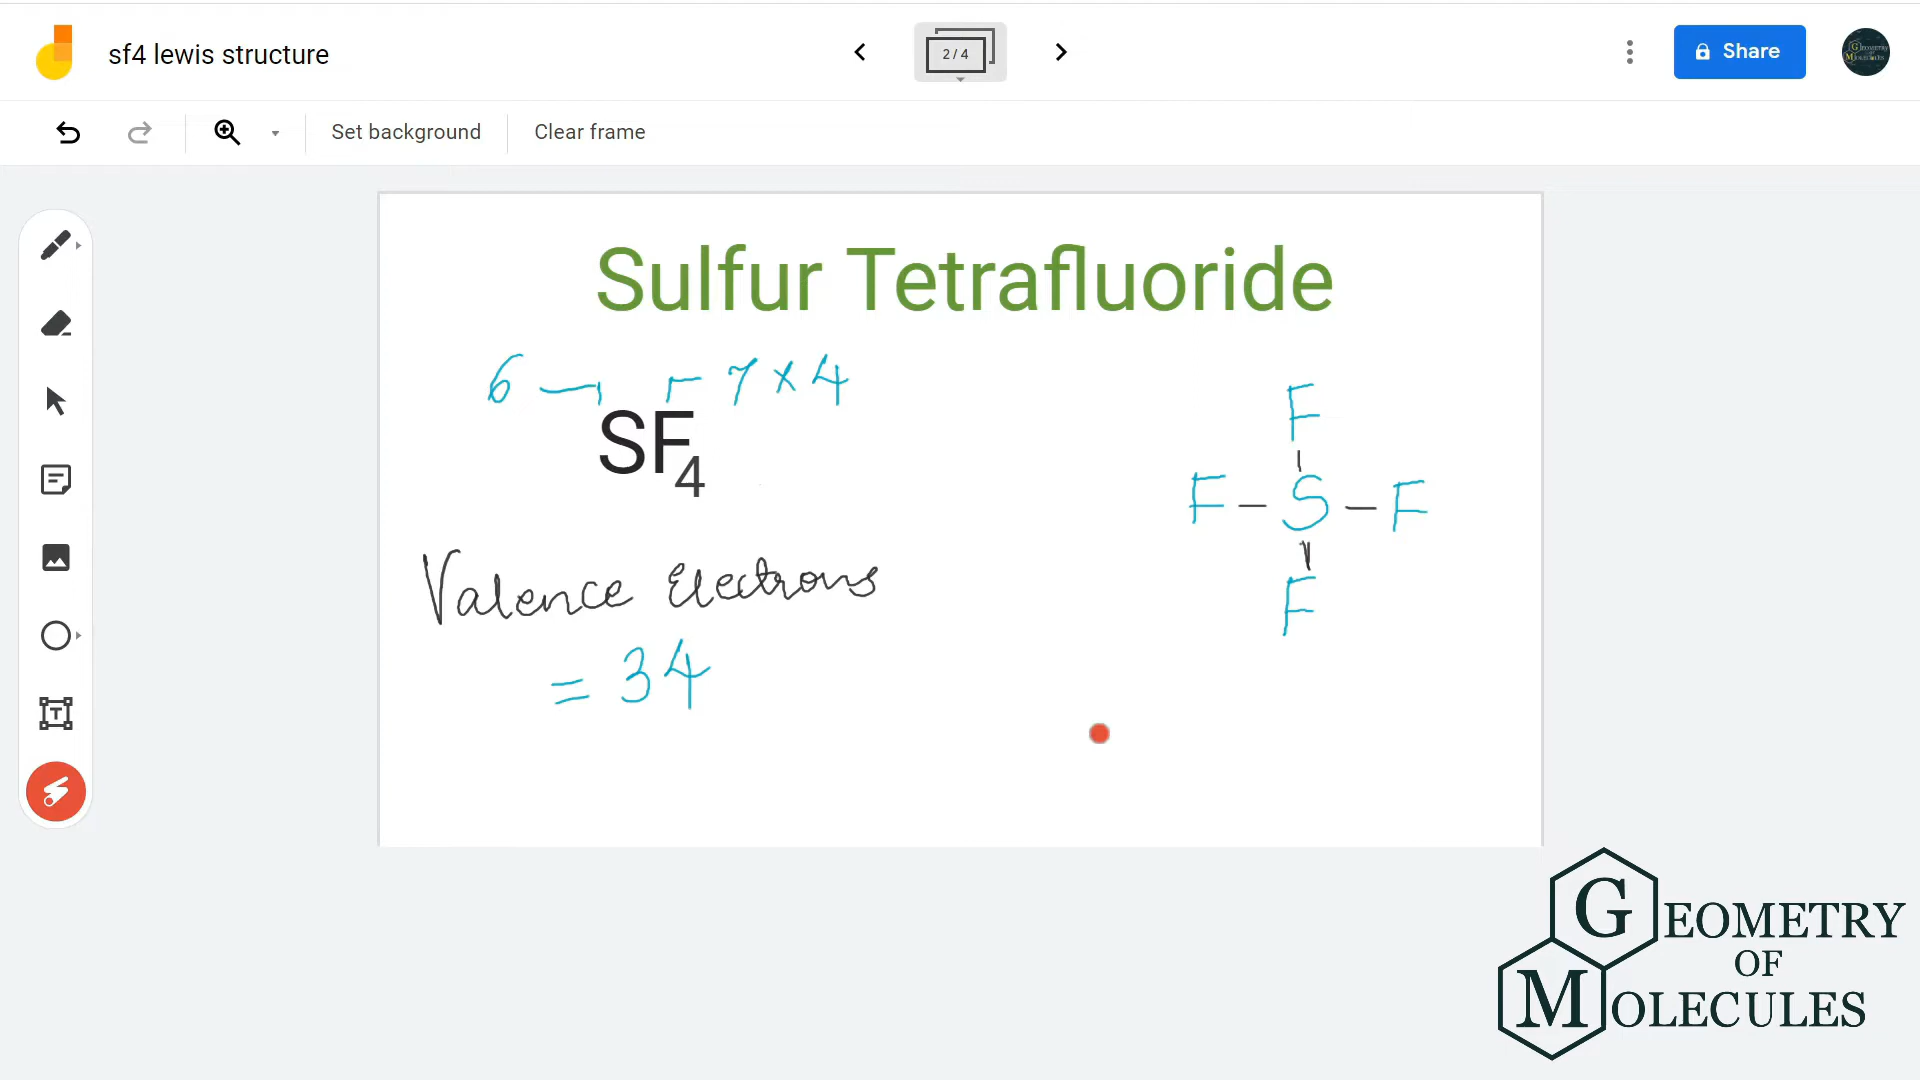 sf4 lewis structure
2 / 4
Share
Set background
Clear frame
Sulfur Tetrafluoride
6 7 × 4
SF4
Valence Electrons
= 34
F
F – S – F
F
GEOMETRY
OF
MOLECULES